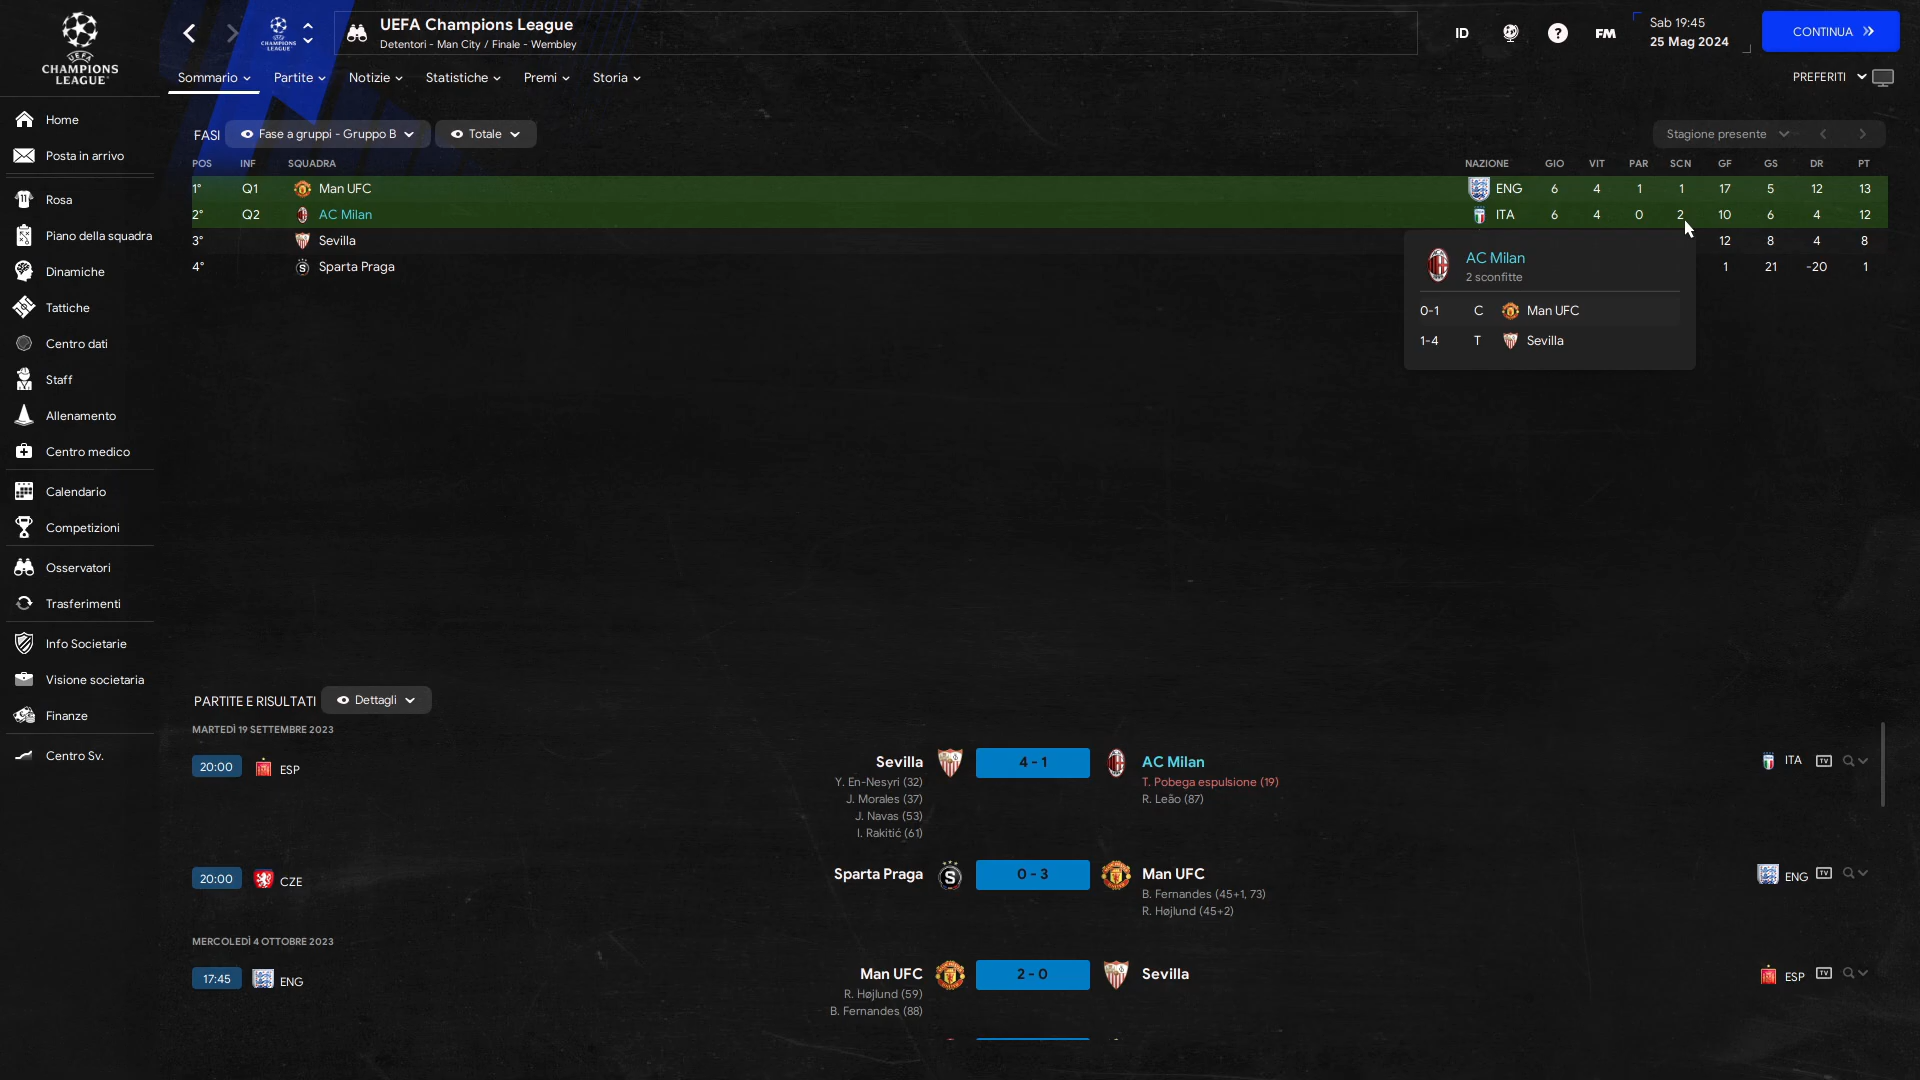 UEFA
CHAMPIONS
LEAGUE
CHAMPIONS
LEAGUE
UEFA Champions League
Detentori - Man City / Finale - Wembley
ID
?
FM
Sab 19:45
25 Mag 2024
CONTINUA
Sommario
Partite
Notizie
Statistiche
Premi
Storia
PREFERITI
Home
Posta in arrivo
11
Rosa
Piano della squadra
Dinamiche
Tattiche
Centro dati
Staff
Allenamento
Centro medico
Calendario
Competizioni
Osservatori
Trasferimenti
Info Societarie
Visione societaria
Finanze
Centro Sv.
FASI
Fase a gruppi - Gruppo B
Totale
Stagione presente
POS INF SQUADRA NAZIONE GIO VIT PAR SCN GF GS DR PT
1° Q1 Man UFC ENG 6 4 1 1 17 5 12 13
2° Q2 AC Milan ITA 6 4 0 2 10 6 4 12
3° Sevilla 12 8 4 8
4° Sparta Praga 1 21 -20 1
AC Milan
2 sconfitte
0-1 C Man UFC
1-4 T Sevilla
PARTITE E RISULTATI
Dettagli
MARTEDÌ 19 SETTEMBRE 2023
20:00 ESP Sevilla 4 - 1 AC Milan ITA TV
Y. En-Nesyri (32) T. Pobega espulsione (19)
J. Morales (37) R. Leão (87)
J. Navas (53)
I. Rakitić (61)
20:00 CZE Sparta Praga 0 - 3 Man UFC ENG TV
B. Fernandes (45+1, 73)
R. Højlund (45+2)
MERCOLEDÌ 4 OTTOBRE 2023
17:45 ENG Man UFC 2 - 0 Sevilla ESP TV
R. Højlund (59)
B. Fernandes (88)